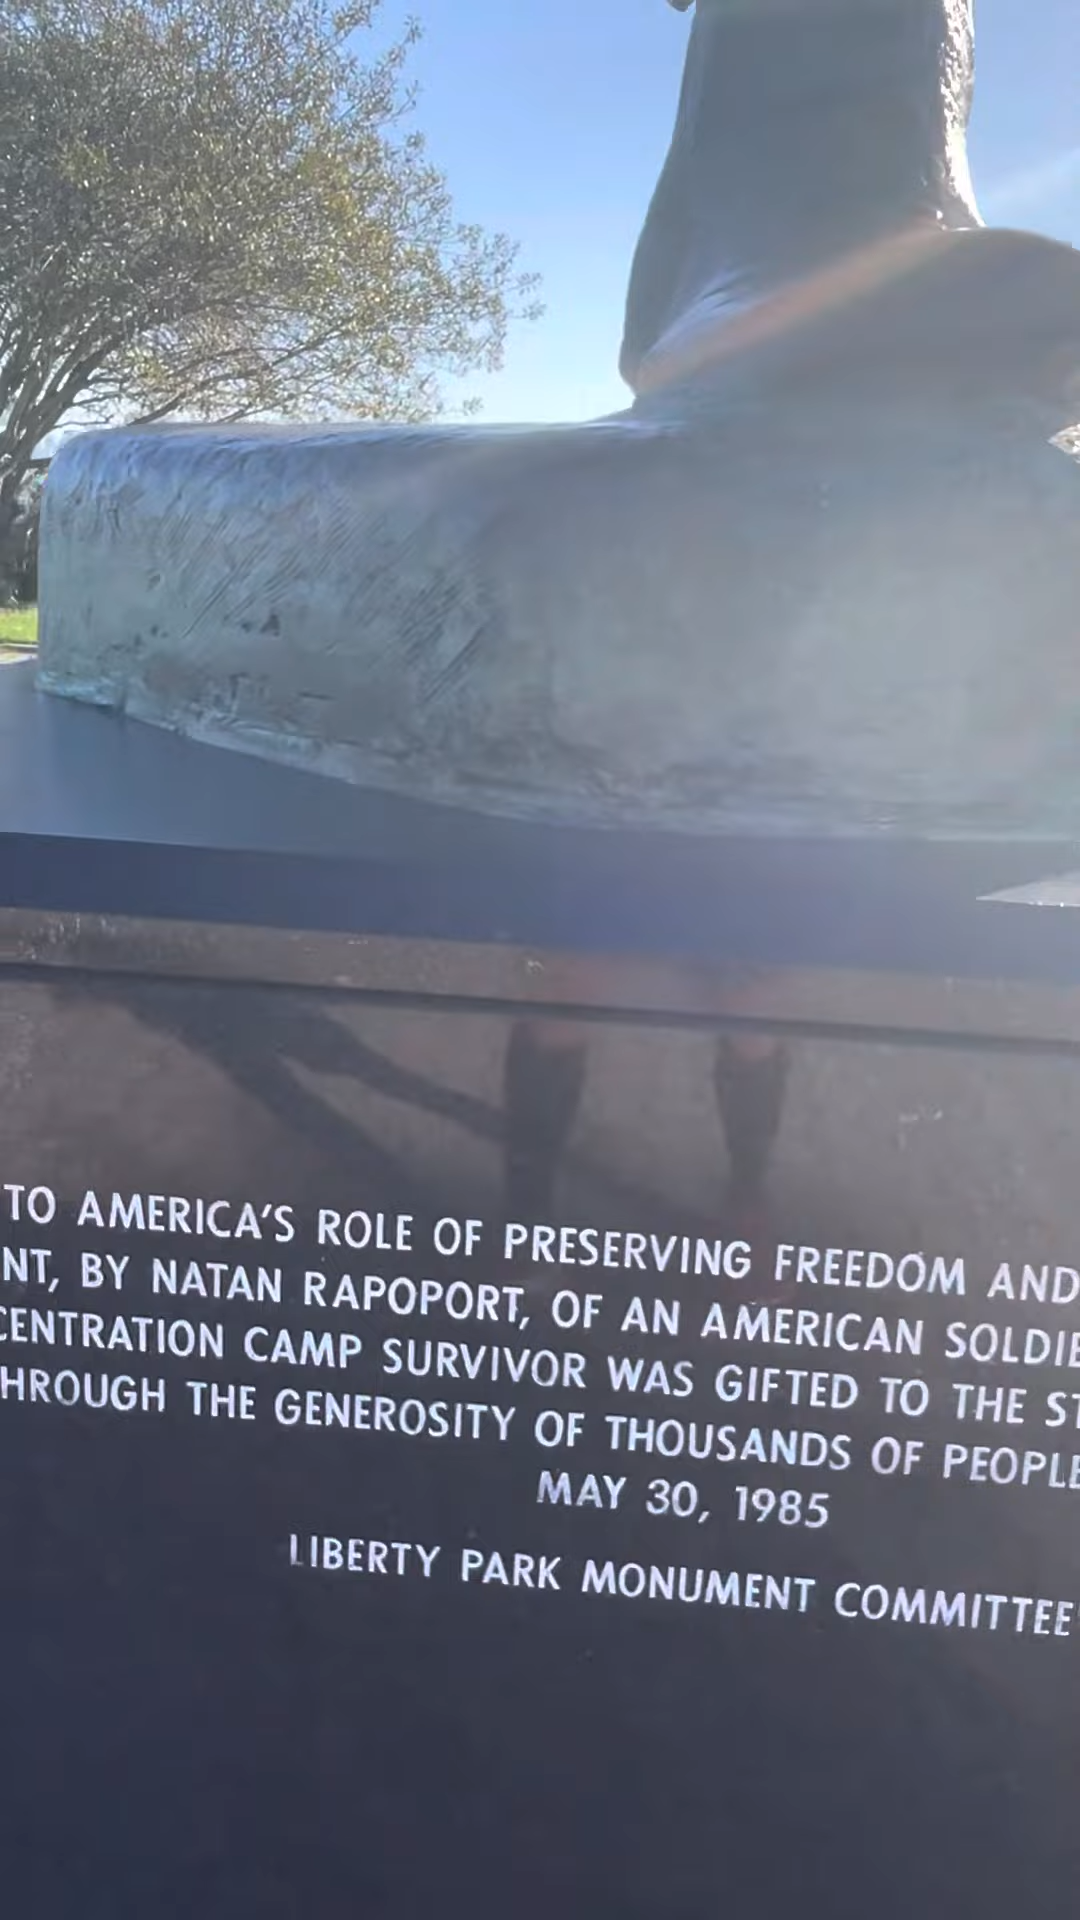 TO AMERICA'S ROLE OF PRESERVING FREEDOM AND
NT, BY NATAN RAPOPORT, OF AN AMERICAN SOLDIE
CENTRATION CAMP SURVIVOR WAS GIFTED TO THE ST
HROUGH THE GENEROSITY OF THOUSANDS OF PEOPLE
MAY 30, 1985
LIBERTY PARK MONUMENT COMMITTEE